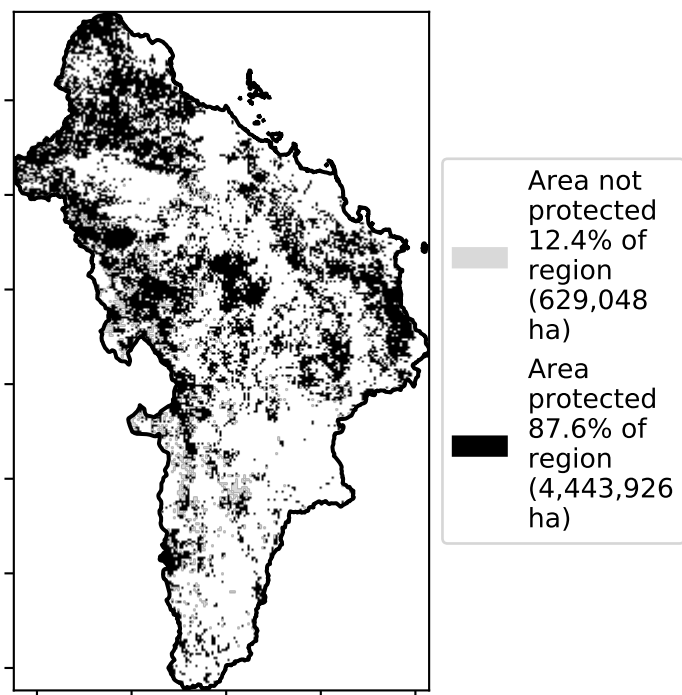 Area not
protected
12.4% of
region
(629,048
ha)
Area
protected
87.6% of
region
(4,443,926
ha)